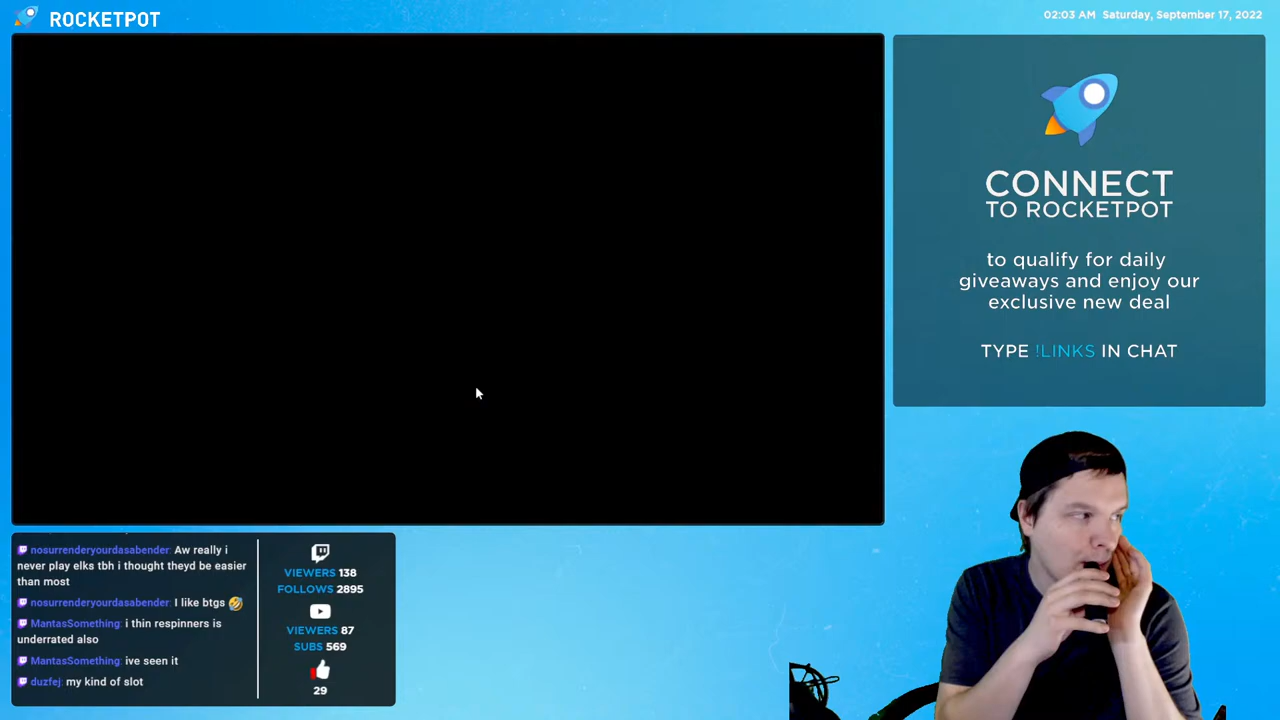 ROCKETPOT
02:03 AM Saturday, September 17, 2022
CONNECT
TO ROCKETPOT
to qualify for daily
giveaways and enjoy our
exclusive new deal
TYPE !LINKS IN CHAT
nosurrenderyourdasabender: Aw really i
never play elks tbh i thought theyd be easier
than most
nosurrenderyourdasabender: I like btgs 🤣
MantasSomething: i thin respinners is
underrated also
MantasSomething: ive seen it
duzfej: my kind of slot
VIEWERS 138
FOLLOWS 2895
VIEWERS 87
SUBS 569
29